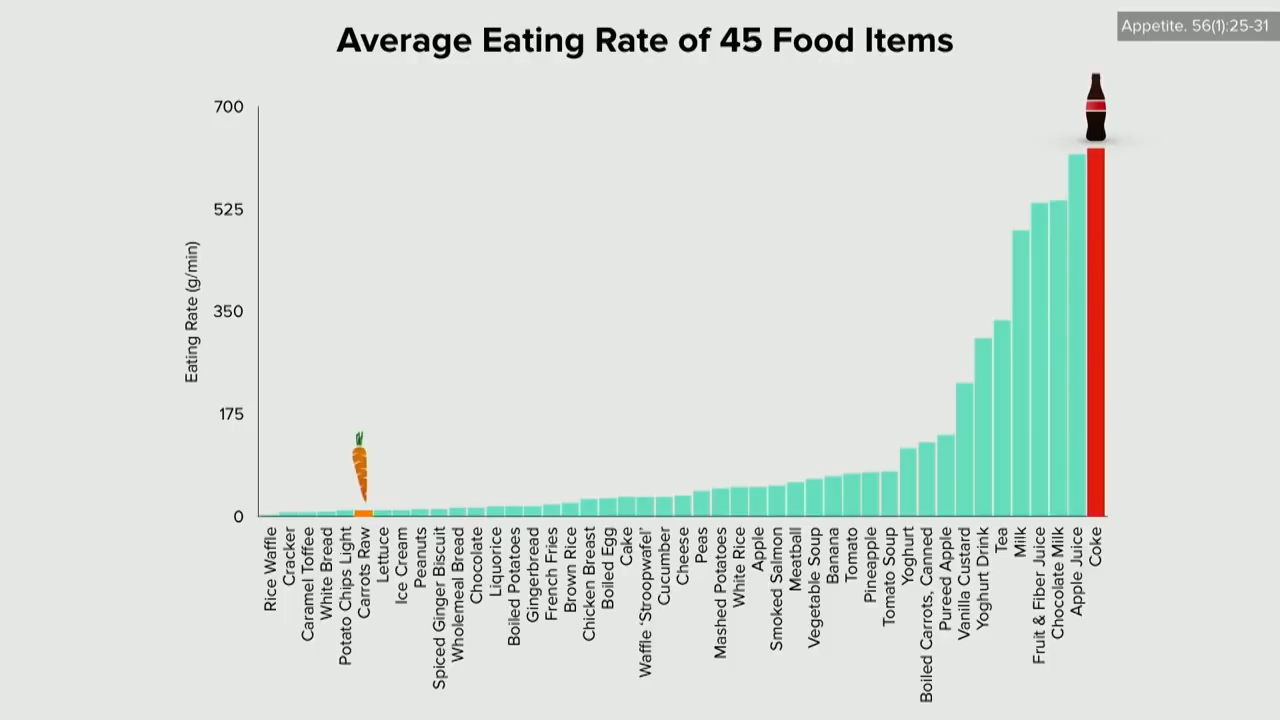 Appetite. 56(1):25-31
Average Eating Rate of 45 Food Items
700
525
350
175
0
Eating Rate (g/min)
Rice Waffle
Cracker
Caramel Toffee
White Bread
Potato Chips Light
Carrots Raw
Lettuce
Ice Cream
Peanuts
Spiced Ginger Biscuit
Wholemeal Bread
Chocolate
Liquorice
Boiled Potatoes
Gingerbread
French Fries
Brown Rice
Chicken Breast
Boiled Egg
Cake
Waffle ‘Stroopwafel’
Cucumber
Cheese
Peas
Mashed Potatoes
White Rice
Apple
Smoked Salmon
Meatball
Vegetable Soup
Banana
Tomato
Pineapple
Tomato Soup
Yoghurt
Boiled Carrots, Canned
Pureed Apple
Vanilla Custard
Yoghurt Drink
Tea
Milk
Fruit & Fiber Juice
Chocolate Milk
Apple Juice
Coke